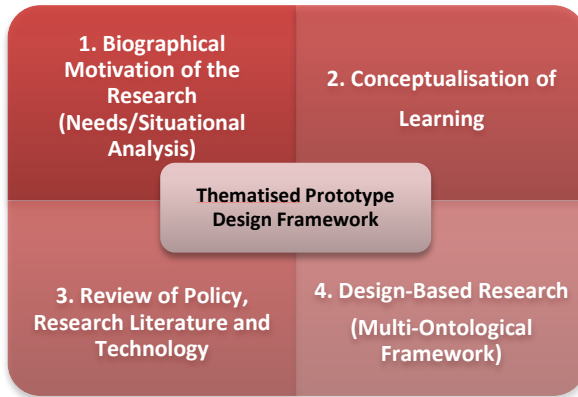 1. Biographical
Motivation of the
Research
(Needs/Situational
Analysis)
2. Conceptualisation of
Learning
Thematised Prototype
Design Framework
3. Review of Policy,
Research Literature and
Technology
4. Design-Based Research
(Multi-Ontological
Framework)